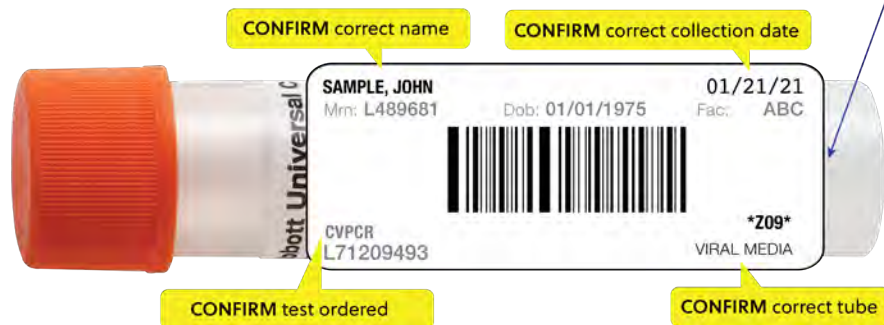 CONFIRM correct name
CONFIRM correct collection date
SAMPLE, JOHN 01/21/21
Mrn: L489681 Dob: 01/01/1975 Fac: ABC
bbott Universal C
*Z09*
CVPCR
L71209493 VIRAL MEDIA
CONFIRM test ordered
CONFIRM correct tube